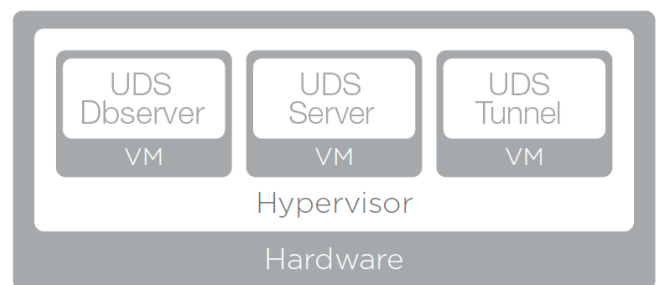 UDS
Dbserver
VM
UDS
Server
VM
UDS
Tunnel
VM
Hypervisor
Hardware